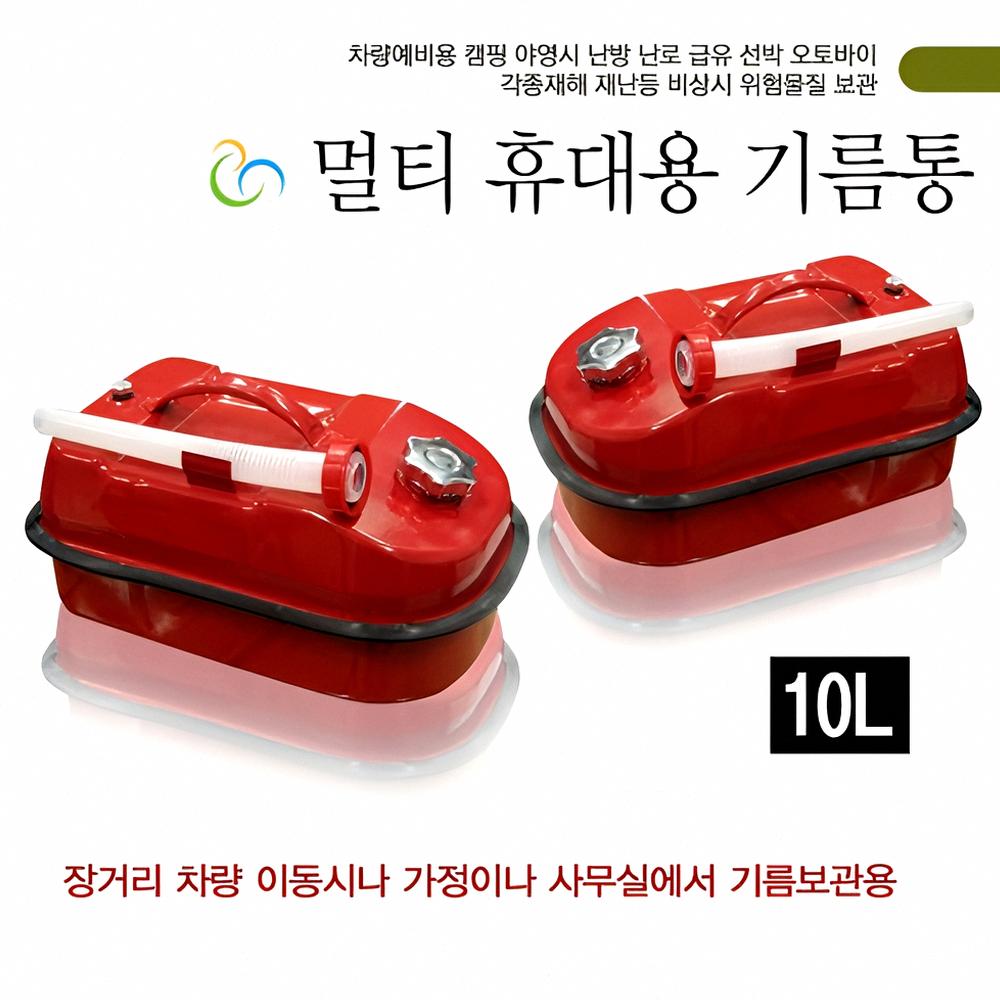 차량예비용 캠핑 야영시 난방 난로 급유 선박 오토바이
각종재해 재난등 비상시 위험물질 보관
멀티 휴대용 기름통
10L
장거리 차량 이동시나 가정이나 사무실에서 기름보관용